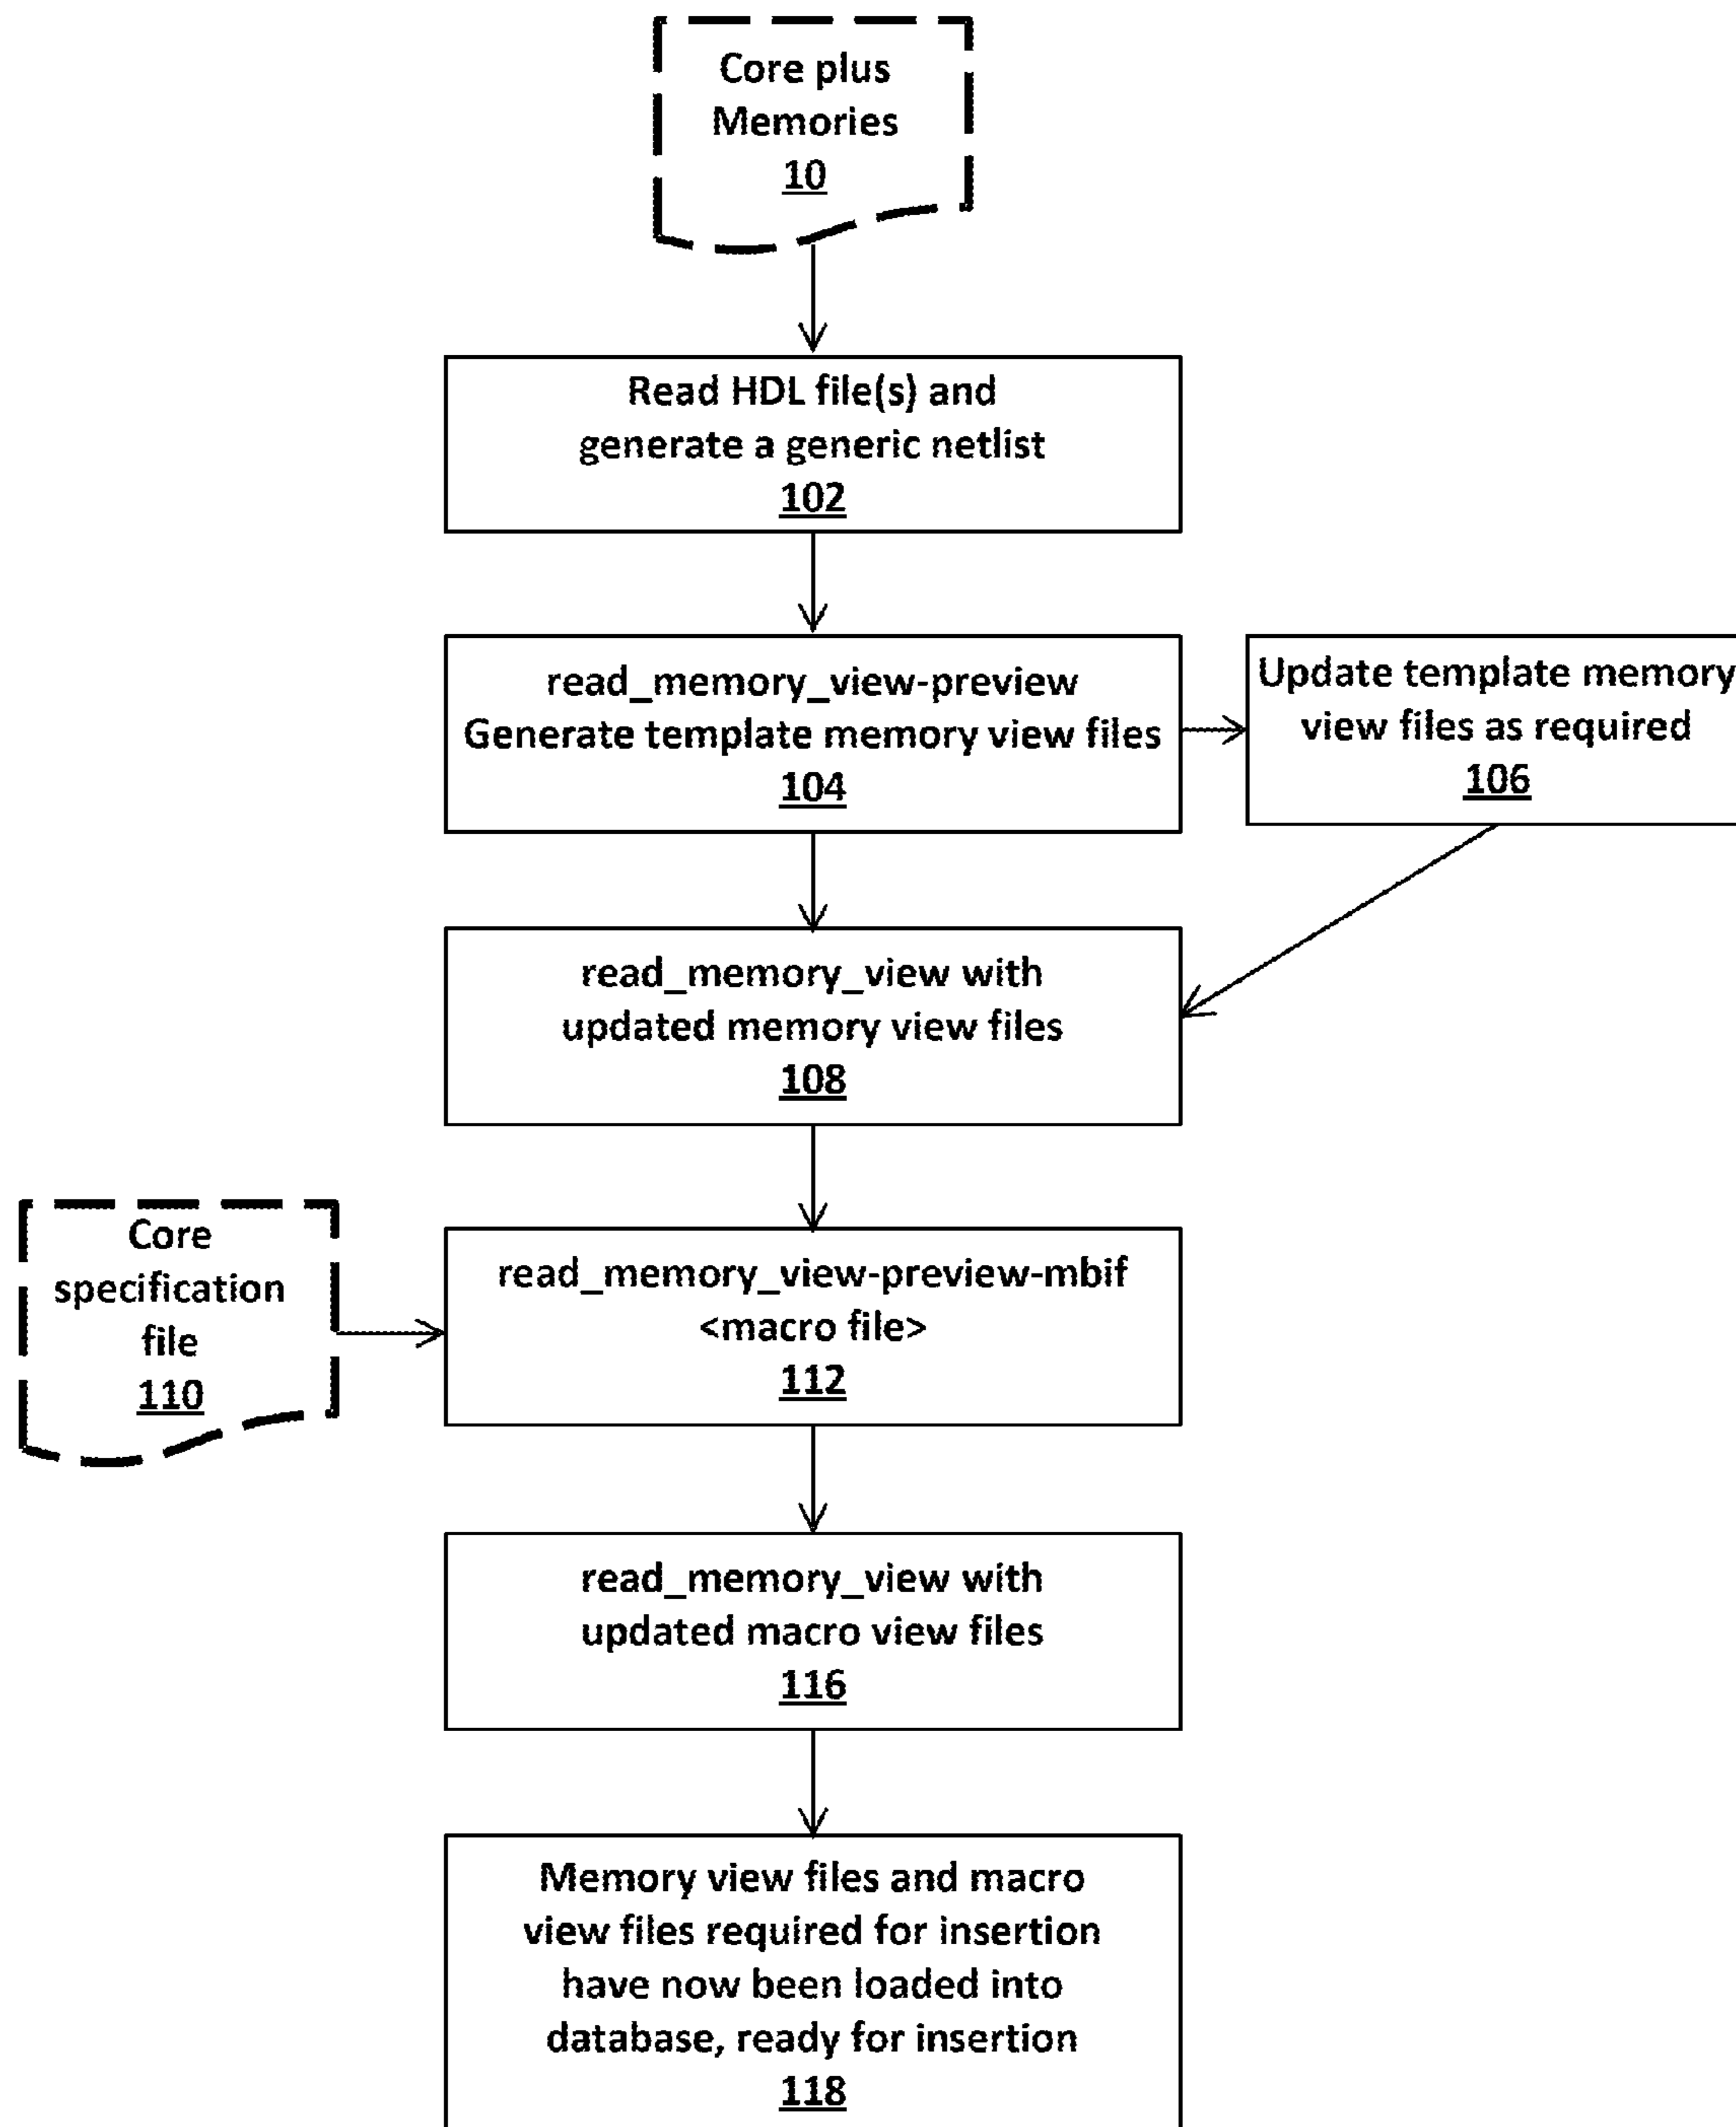 Core plus
Memories
10
Read HDL file(s) and
generate a generic netlist
102
read_memory_view-preview
Generate template memory view files
104
Update template memory
view files as required
106
read_memory_view with
updated memory view files
108
Core
specification
file
110
read_memory_view-preview-mbif
<macro file>
112
read_memory_view with
updated macro view files
116
Memory view files and macro
view files required for insertion
have now been loaded into
database, ready for insertion
118